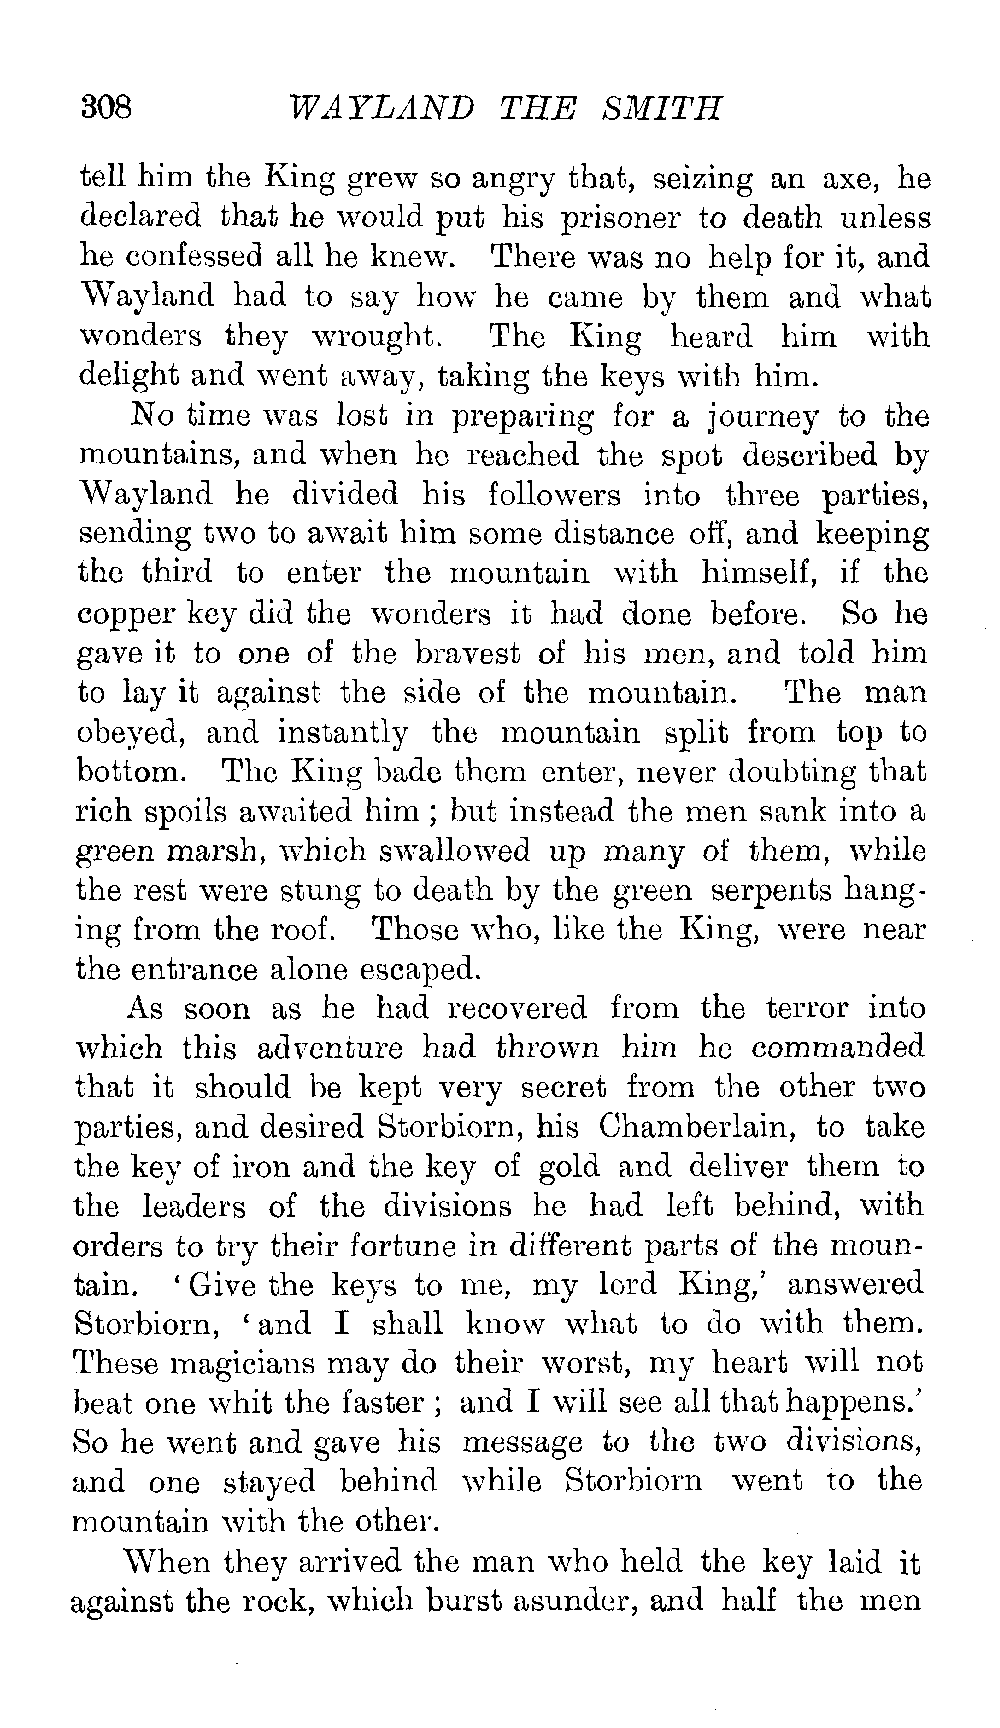 308 WAYLAND THE SMITH
tell him the King grew so angry that, seizing an axe, he
declared that he would put his prisoner to death unless
he confessed all he knew. There was no help for it, and
Wayland had to say how he came by them and what
wonders they wrought. The King heard him with
delight and went away, taking the keys with him.
No time was lost in preparing for a journey to the
mountains, and when he reached the spot described by
Wayland he divided his followers into three parties,
sending two to await him some distance off, and keeping
the third to enter the mountain with himself, if the
copper key did the wonders it had done before. So he
gave it to one of the bravest of his men, and told him
to lay it against the side of the mountain. The man
obeyed, and instantly the mountain split from top to
bottom. The King bade them enter, never doubting that
rich spoils awaited him ; but instead the men sank into a
green marsh, which swallowed up many of them, while
the rest were stung to death by the green serpents hang-
ing from the roof. Those who, like the King, were near
the entrance alone escaped.
As soon as he had recovered from the terror into
which this adventure had thrown him he commanded
that it should be kept very secret from the other two
parties, and desired Storbiorn, his Chamberlain, to take
the key of iron and the key of gold and deliver them to
the leaders of the divisions he had left behind, with
orders to try their fortune in different parts of the moun-
tain. ‘ Give the keys to me, my lord King,’ answered
Storbiorn, ‘ and I shall know what to do with them.
These magicians may do their worst, my heart will not
beat one whit the faster ; and I will see all that happens.’
So he went and gave his message to the two divisions,
and one stayed behind while Storbiorn went to the
mountain with the other.
When they arrived the man who held the key laid it
against the rock, which burst asunder, and half the men